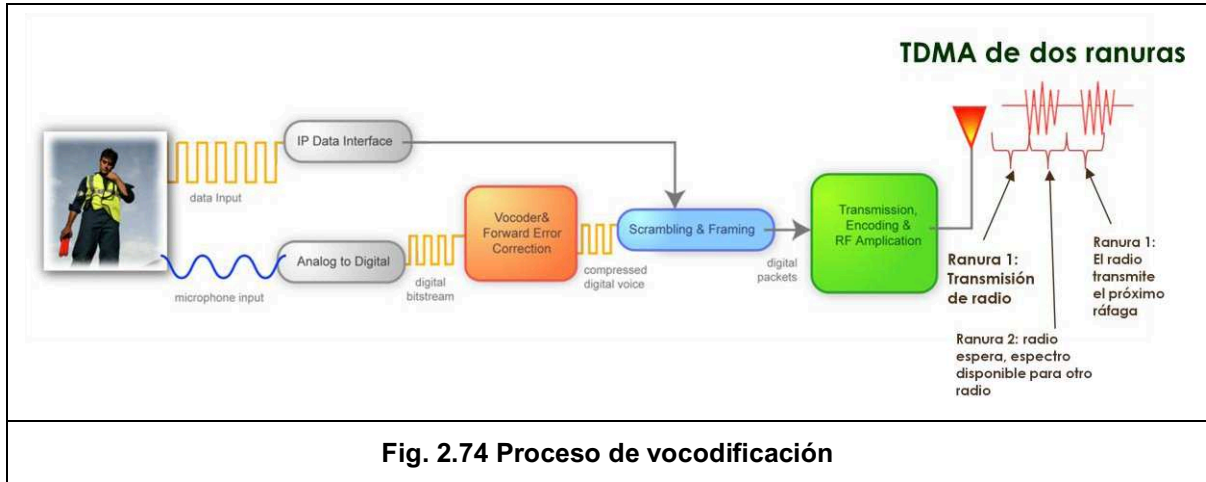 TDMA de dos ranuras
IP Data Interface
data Input
Vocoder&
Forward Error
Correction
Scrambling & Framing
Transmission,
Encoding &
RF Amplication
Analog to Digital
microphone input
digital
bitstream
compressed
digital voice
digital
packets
Ranura 1:
Transmisión
de radio
Ranura 2: radio
espera, espectro
disponible para otro
radio
Ranura 1:
El radio
transmite
el próximo
ráfaga
Fig. 2.74 Proceso de vocodificación